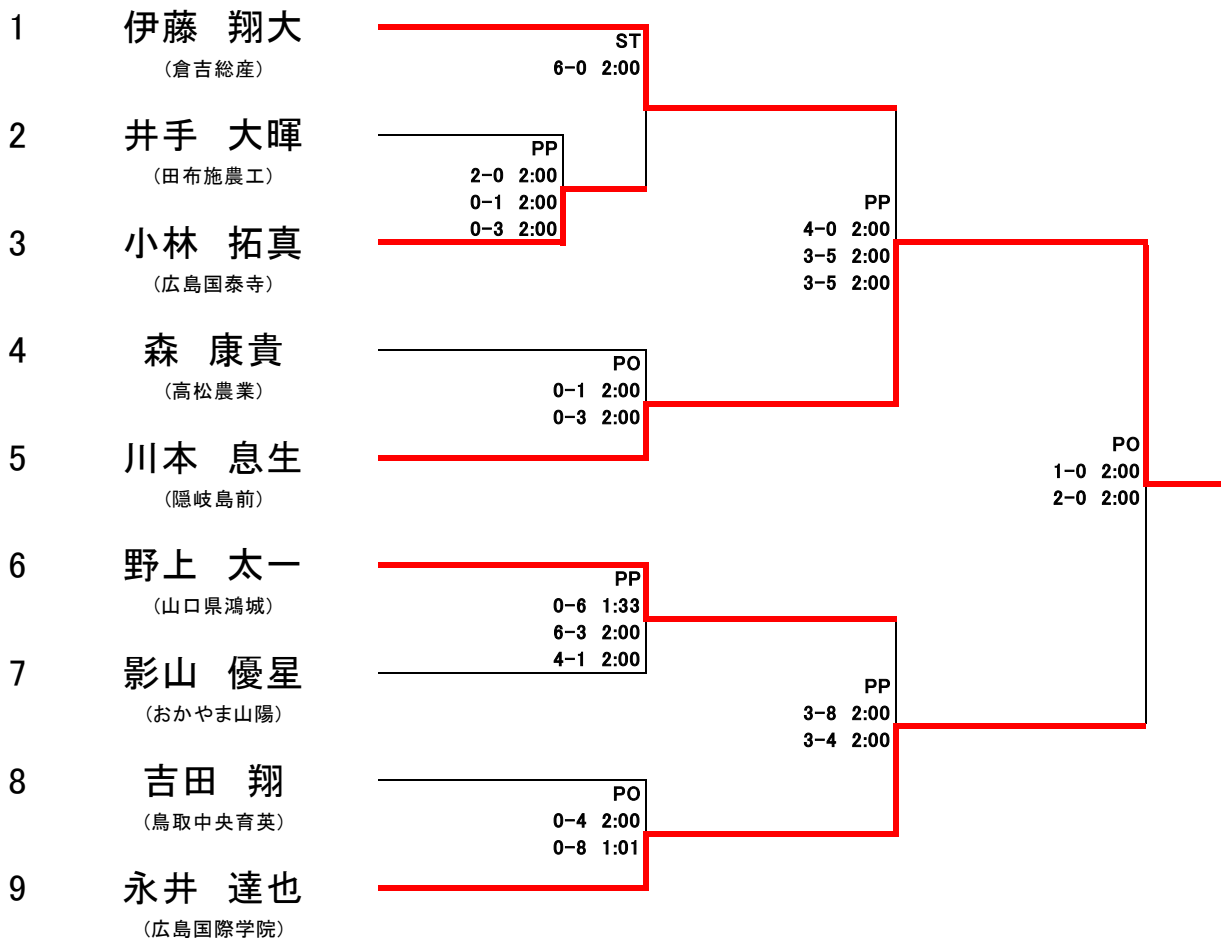 1 伊藤 翔大
(倉吉総産)
ST
6-0 2:00
2 井手 大暉
(田布施農工)
PP
2-0 2:00
0-1 2:00
0-3 2:00
3 小林 拓真
(広島国泰寺)
PP
4-0 2:00
3-5 2:00
3-5 2:00
4 森 康貴
(高松農業)
PO
0-1 2:00
0-3 2:00
5 川本 息生
(隠岐島前)
PO
1-0 2:00
2-0 2:00
6 野上 太一
(山口県鴻城)
PP
0-6 1:33
6-3 2:00
4-1 2:00
7 影山 優星
(おかやま山陽)
PP
3-8 2:00
3-4 2:00
8 吉田 翔
(鳥取中央育英)
PO
0-4 2:00
0-8 1:01
9 永井 達也
(広島国際学院)